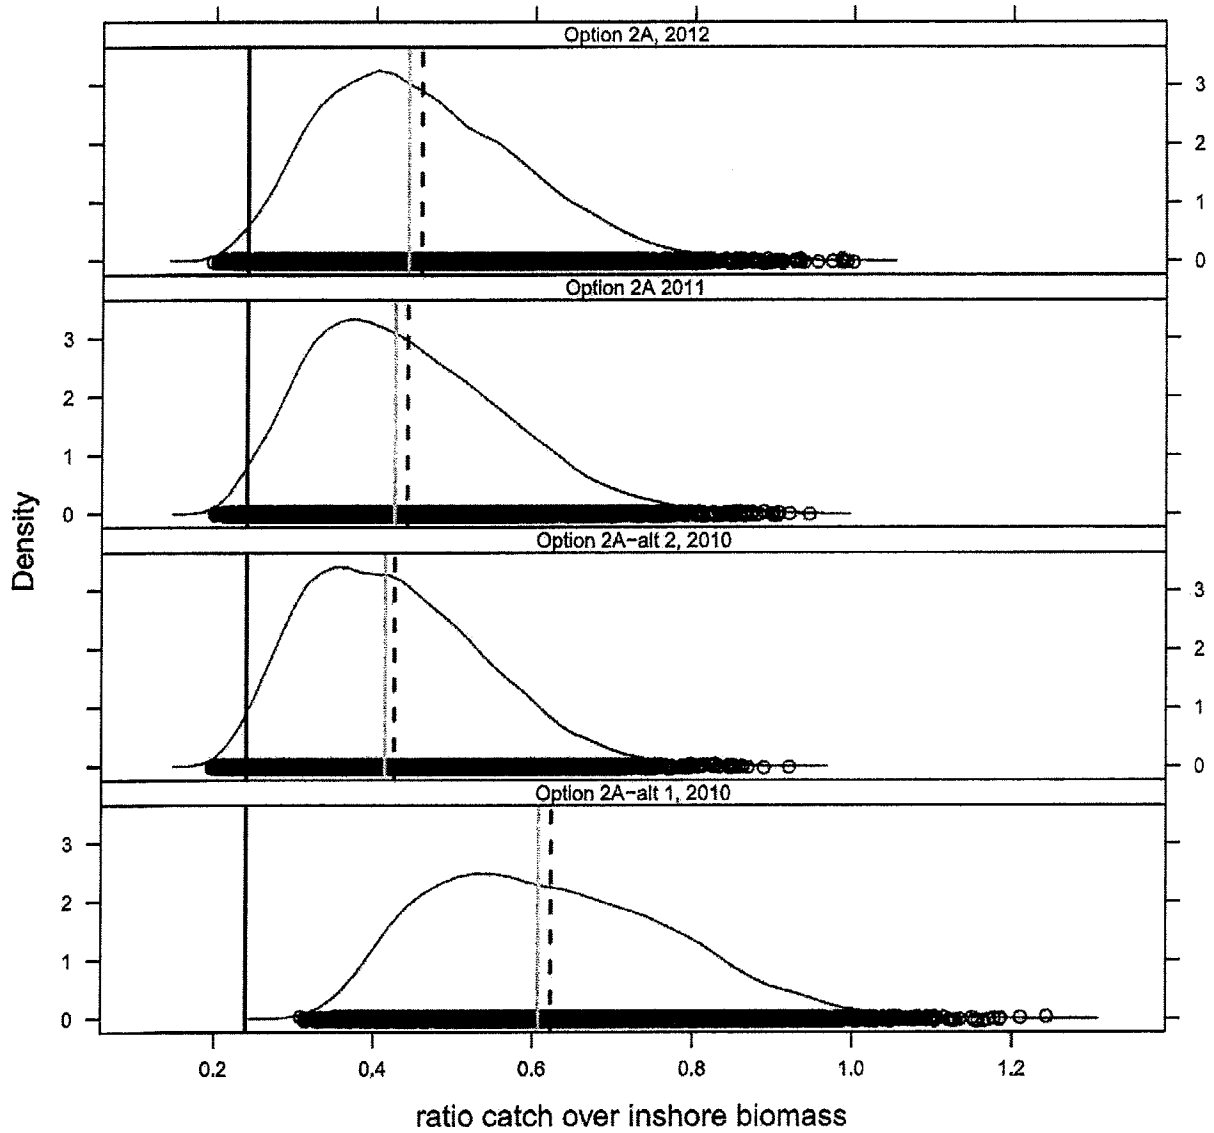 Option 2A, 2012
3
2
1
0
Option 2A 2011
3
2
1
0
Option 2A-alt 2, 2010
3
2
1
0
Option 2A-alt 1, 2010
3
2
1
0
Density
0.2 0.4 0.6 0.8 1.0 1.2
ratio catch over inshore biomass